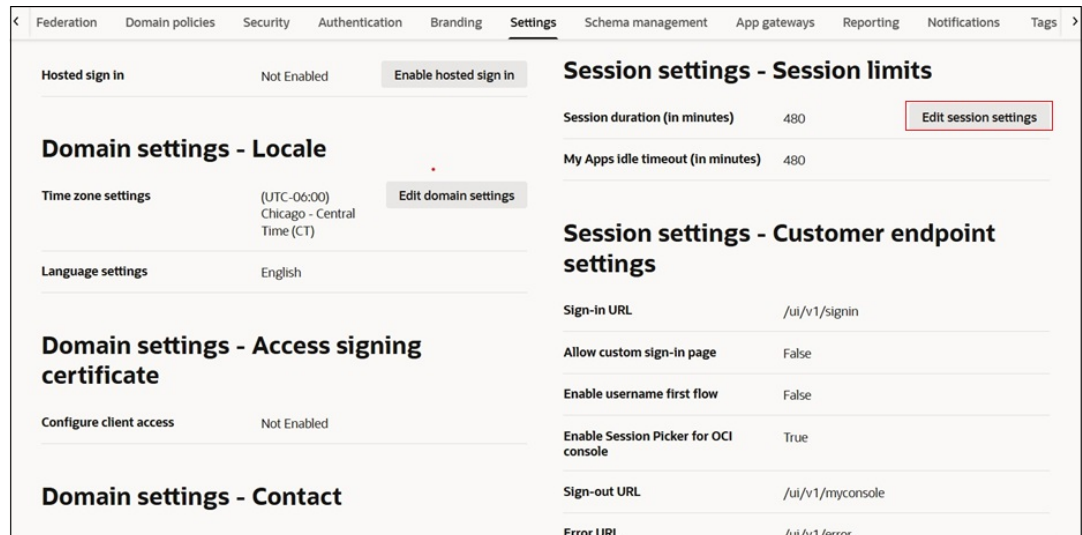 Federation Domain policies Security Authentication Branding Settings Schema management App gateways Reporting Notifications Tags
Hosted sign in Not Enabled Enable hosted sign in
Domain settings - Locale
Time zone settings (UTC-06:00) Edit domain settings
Chicago - Central
Time (CT)
Language settings English
Domain settings - Access signing
certificate
Configure client access Not Enabled
Domain settings - Contact
Session settings - Session limits
Session duration (in minutes) 480 Edit session settings
My Apps idle timeout (in minutes) 480
Session settings - Customer endpoint
settings
Sign-in URL /ui/v1/signin
Allow custom sign-in page False
Enable username first flow False
Enable Session Picker for OCI True
console
Sign-out URL /ui/v1/myconsole
Error URL /ui/v1/error